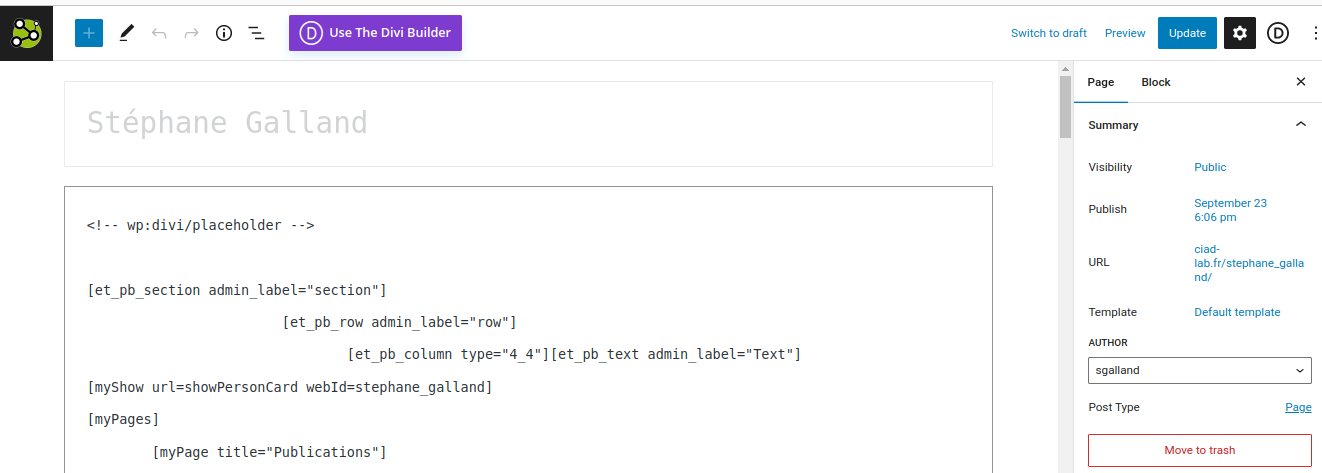 Use The Divi Builder
Switch to draft
Preview
Update
D
Stéphane Galland
<!-- wp:divi/placeholder -->
[et_pb_section admin_label="section"]
[et_pb_row admin_label="row"]
[et_pb_column type="4_4"][et_pb_text admin_label="Text"]
[myShow url=showPersonCard webId=stephane_galland]
[myPages]
[myPage title="Publications"]
Page
Block
Summary
Visibility
Public
Publish
September 23
6:06 pm
URL
ciad-
lab.fr/stephane_galla
nd/
Template
Default template
AUTHOR
sgalland
Post Type
Page
Move to trash